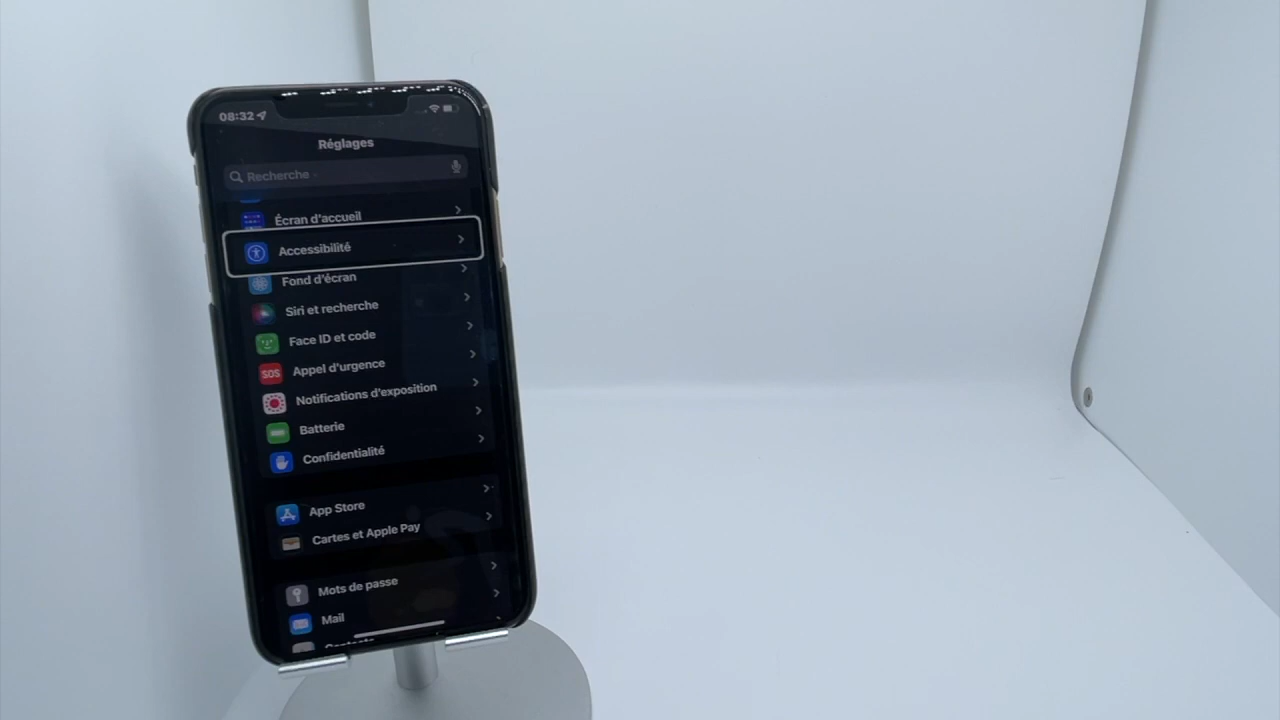 08:32
Réglages
Recherche
Écran d'accueil
Accessibilité
Fond d'écran
Siri et recherche
Face ID et code
SOS
Appel d'urgence
Notifications d'exposition
Batterie
Confidentialité
App Store
Cartes et Apple Pay
Mots de passe
Mail